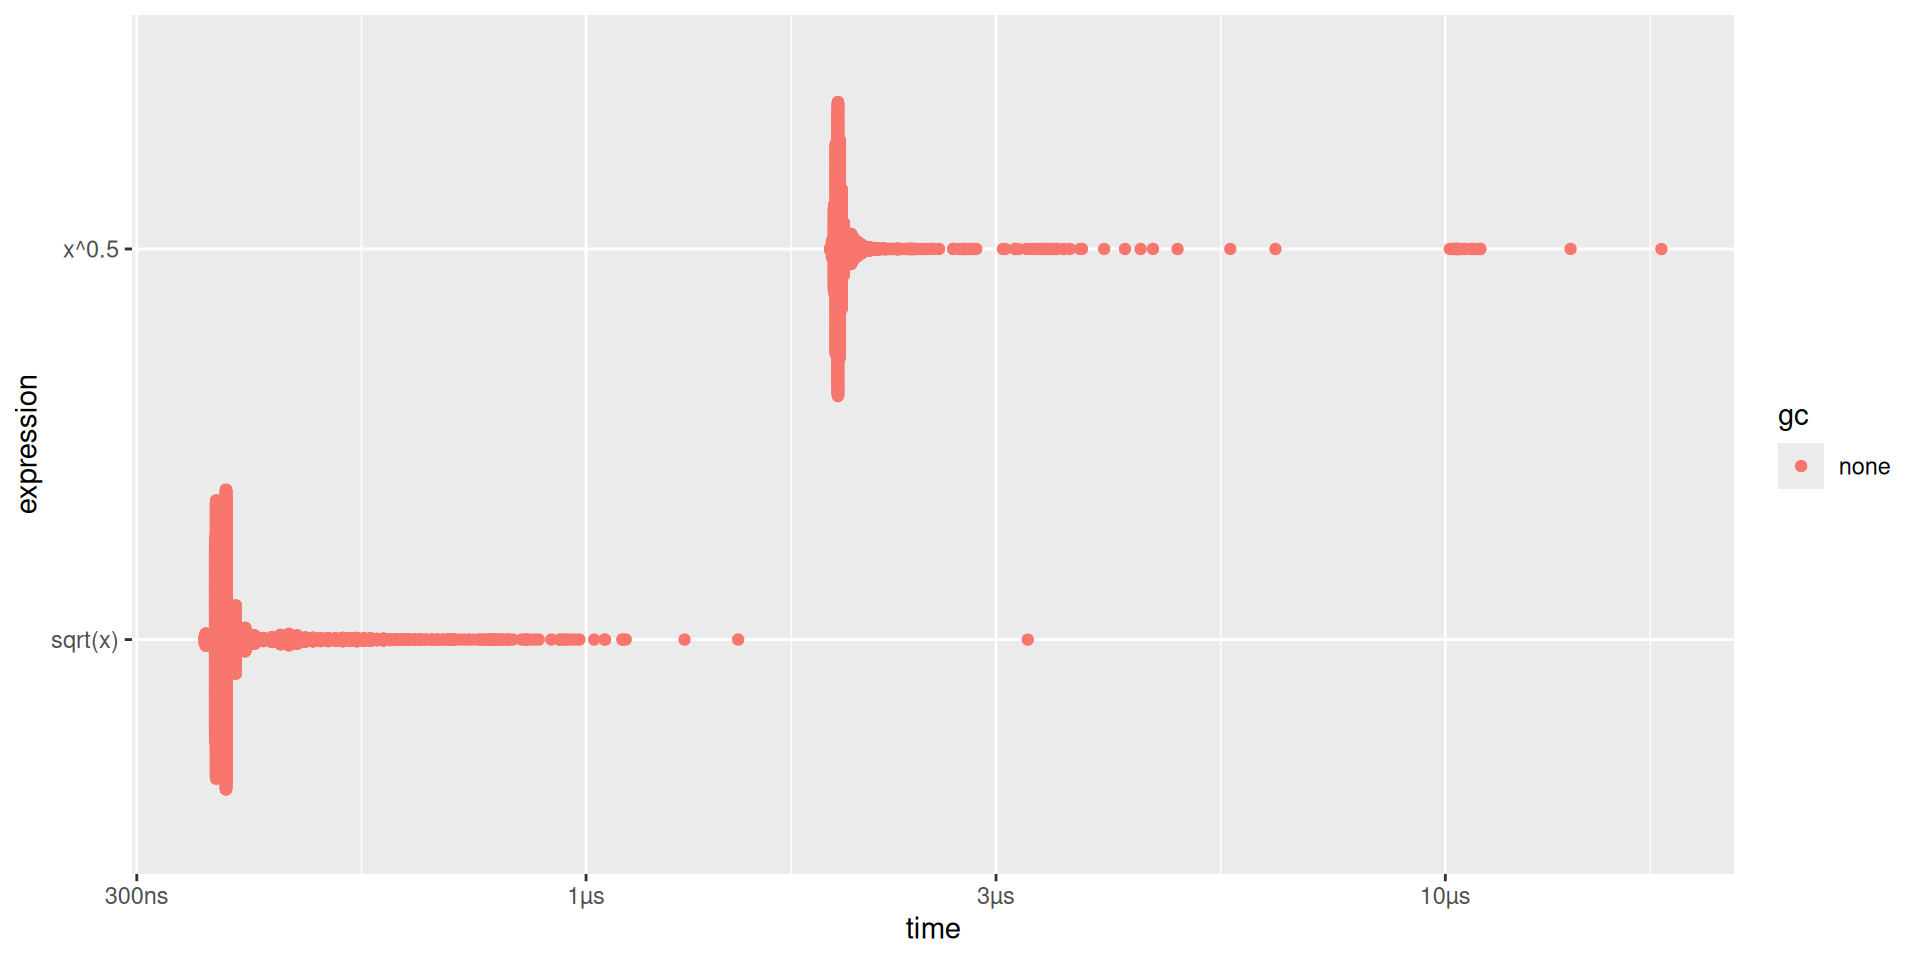 expression
x^0.5
sqrt(x)
300ns
1µs
3µs
10µs
time
gc
none